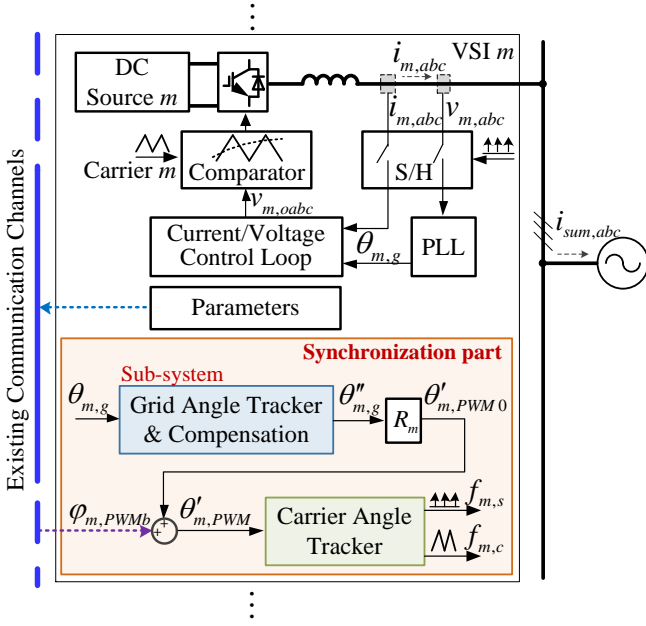 VSI m
i_{m,abc}
DC
Source m
i_{m,abc}
v_{m,abc}
Carrier m
Comparator
S/H
v_{m,oabc}
Current/Voltage
Control Loop
θ_{m,g}
PLL
i_{sum,abc}
Parameters
Existing Communication Channels
Synchronization part
Sub-system
θ_{m,g}
Grid Angle Tracker
& Compensation
θ″_{m,g}
R_m
θ′_{m,PWM0}
φ_{m,PWMb}
+
+
θ′_{m,PWM}
Carrier Angle
Tracker
f_{m,s}
f_{m,c}